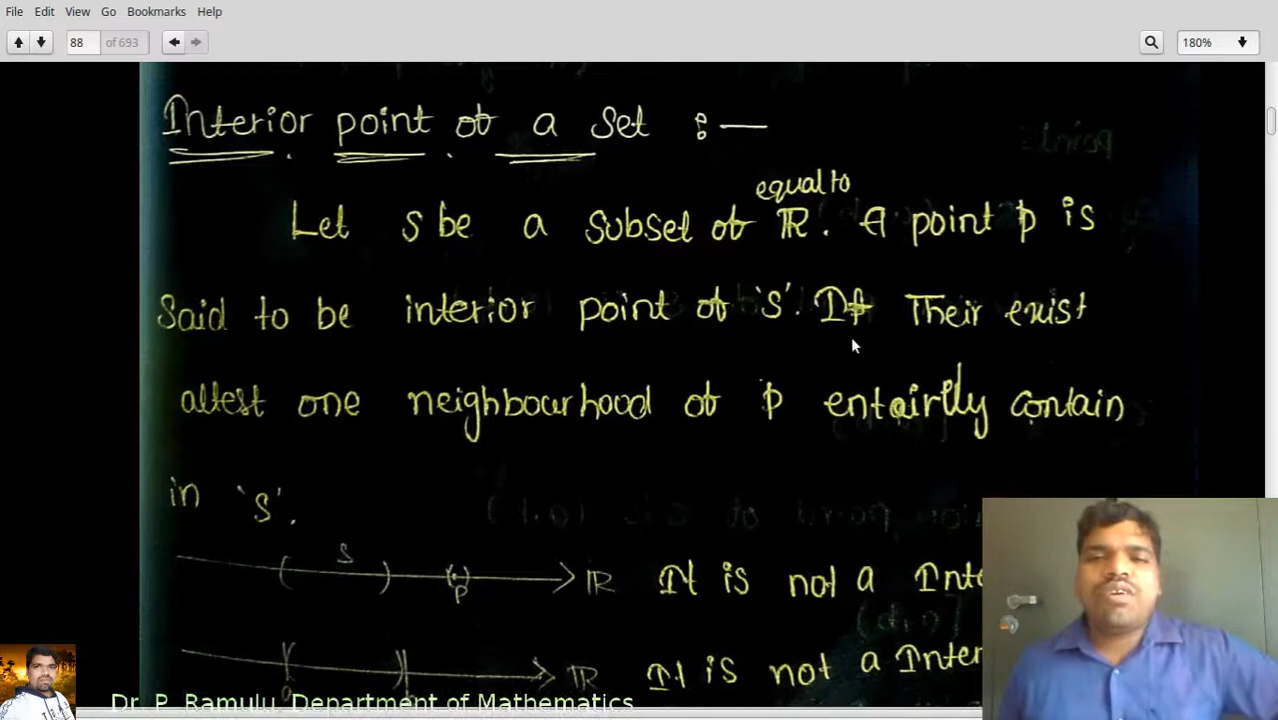 File Edit View Go Bookmarks Help
88 of 693 180%
Interior point of a set :—
equal to
Let S be a subset of ℝ. A point p is
Said to be interior point of 'S'. If Their exist
altest one neighbourhood of p entairtly contain
in 'S'.
( S ) (·) p ℝ It is not a Inte
ℝ It is not a Inter
Dr. P. Ramulu, Department of Mathematics